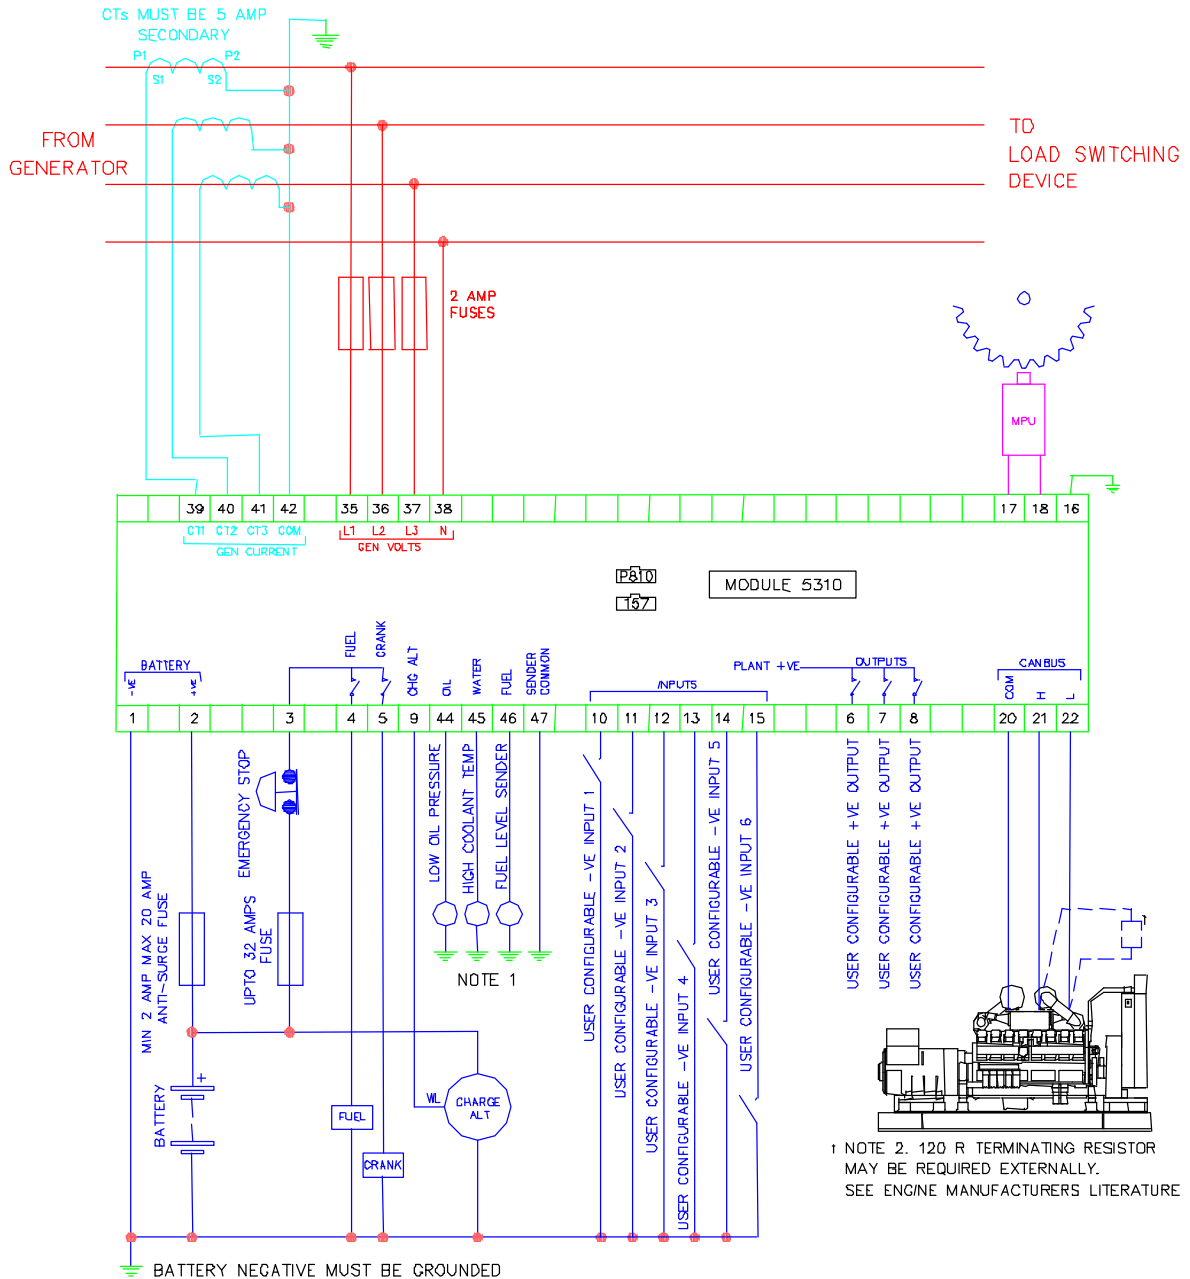 CTs MUST BE 5 AMP
SECONDARY
P1
P2
S1
S2
FROM
GENERATOR
TO
LOAD SWITCHING
DEVICE
2 AMP
FUSES
MPU
39
40
41
42
35
36
37
38
17
18
16
CT1
CT2
CT3
COM
GEN CURRENT
L1
L2
L3
N
GEN VOLTS
P810
157
MODULE 5310
BATTERY
-VE
+VE
FUEL
CRANK
CHG ALT
OIL
WATER
FUEL
SENDER
COMMON
INPUTS
PLANT +VE
OUTPUTS
CANBUS
COM
H
L
1
2
3
4
5
9
44
45
46
47
10
11
12
13
14
15
6
7
8
20
21
22
EMERGENCY STOP
MIN 2 AMP MAX 20 AMP
ANTI-SURGE FUSE
UPTO 32 AMPS
FUSE
LOW OIL PRESSURE
HIGH COOLANT TEMP
FUEL LEVEL SENDER
NOTE 1
USER CONFIGURABLE -VE INPUT 1
USER CONFIGURABLE -VE INPUT 2
USER CONFIGURABLE -VE INPUT 3
USER CONFIGURABLE -VE INPUT 4
USER CONFIGURABLE -VE INPUT 5
USER CONFIGURABLE -VE INPUT 6
USER CONFIGURABLE +VE OUTPUT
USER CONFIGURABLE +VE OUTPUT
USER CONFIGURABLE +VE OUTPUT
BATTERY
+
FUEL
CRANK
WL
CHARGE
ALT
† NOTE 2. 120 R TERMINATING RESISTOR
MAY BE REQUIRED EXTERNALLY.
SEE ENGINE MANUFACTURERS LITERATURE
BATTERY NEGATIVE MUST BE GROUNDED